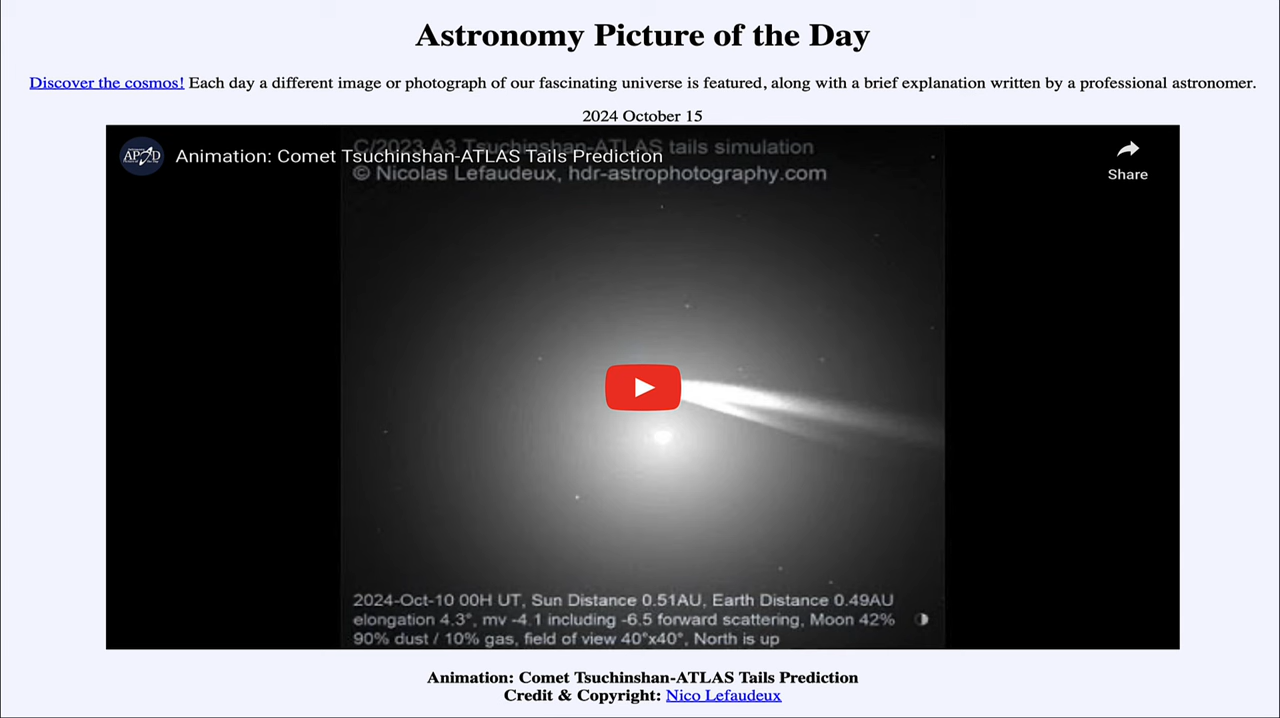 Astronomy Picture of the Day
Discover the cosmos! Each day a different image or photograph of our fascinating universe is featured, along with a brief explanation written by a professional astronomer.
2024 October 15
C/2023 A3 Tsuchinshan-ATLAS tails simulation
APOD Animation: Comet Tsuchinshan-ATLAS Tails Prediction
© Nicolas Lefaudeux, hdr-astrophotography.com
Share
2024-Oct-10 00H UT, Sun Distance 0.51AU, Earth Distance 0.49AU
elongation 4.3°, mv -4.1 including -6.5 forward scattering, Moon 42%
90% dust / 10% gas, field of view 40°x40°, North is up
Animation: Comet Tsuchinshan-ATLAS Tails Prediction
Credit & Copyright: Nico Lefaudeux